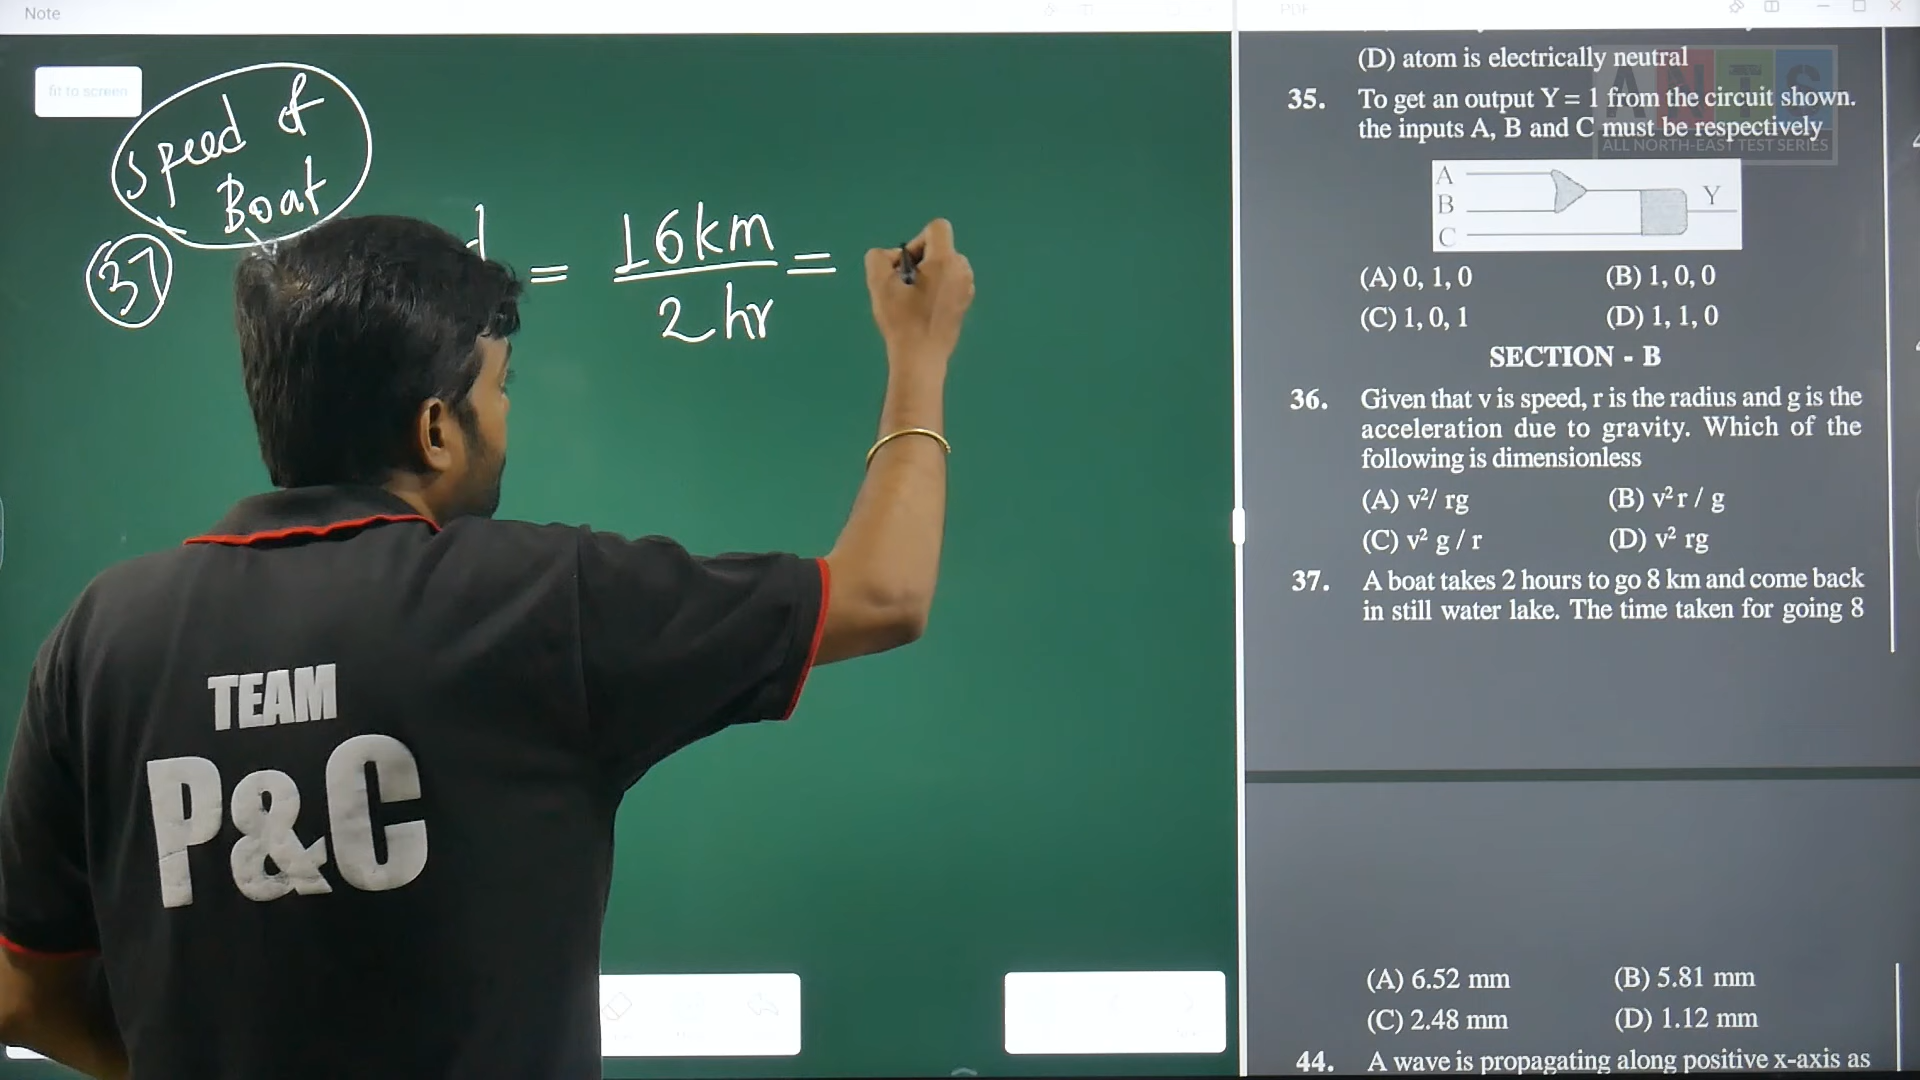 Note
PDF
fit to screen
Speed of
Boat
37
d = 16km =
2 hr
TEAM
P&C
(D) atom is electrically neutral
ANTS
ALL NORTH-EAST TEST SERIES
35. To get an output Y = 1 from the circuit shown.
the inputs A, B and C must be respectively
A
B
C
Y
(A) 0, 1, 0 (B) 1, 0, 0
(C) 1, 0, 1 (D) 1, 1, 0
SECTION - B
36. Given that v is speed, r is the radius and g is the
acceleration due to gravity. Which of the
following is dimensionless
(A) v²/ rg (B) v² r / g
(C) v² g / r (D) v² rg
37. A boat takes 2 hours to go 8 km and come back
in still water lake. The time taken for going 8
(A) 6.52 mm (B) 5.81 mm
(C) 2.48 mm (D) 1.12 mm
44. A wave is propagating along positive x-axis as